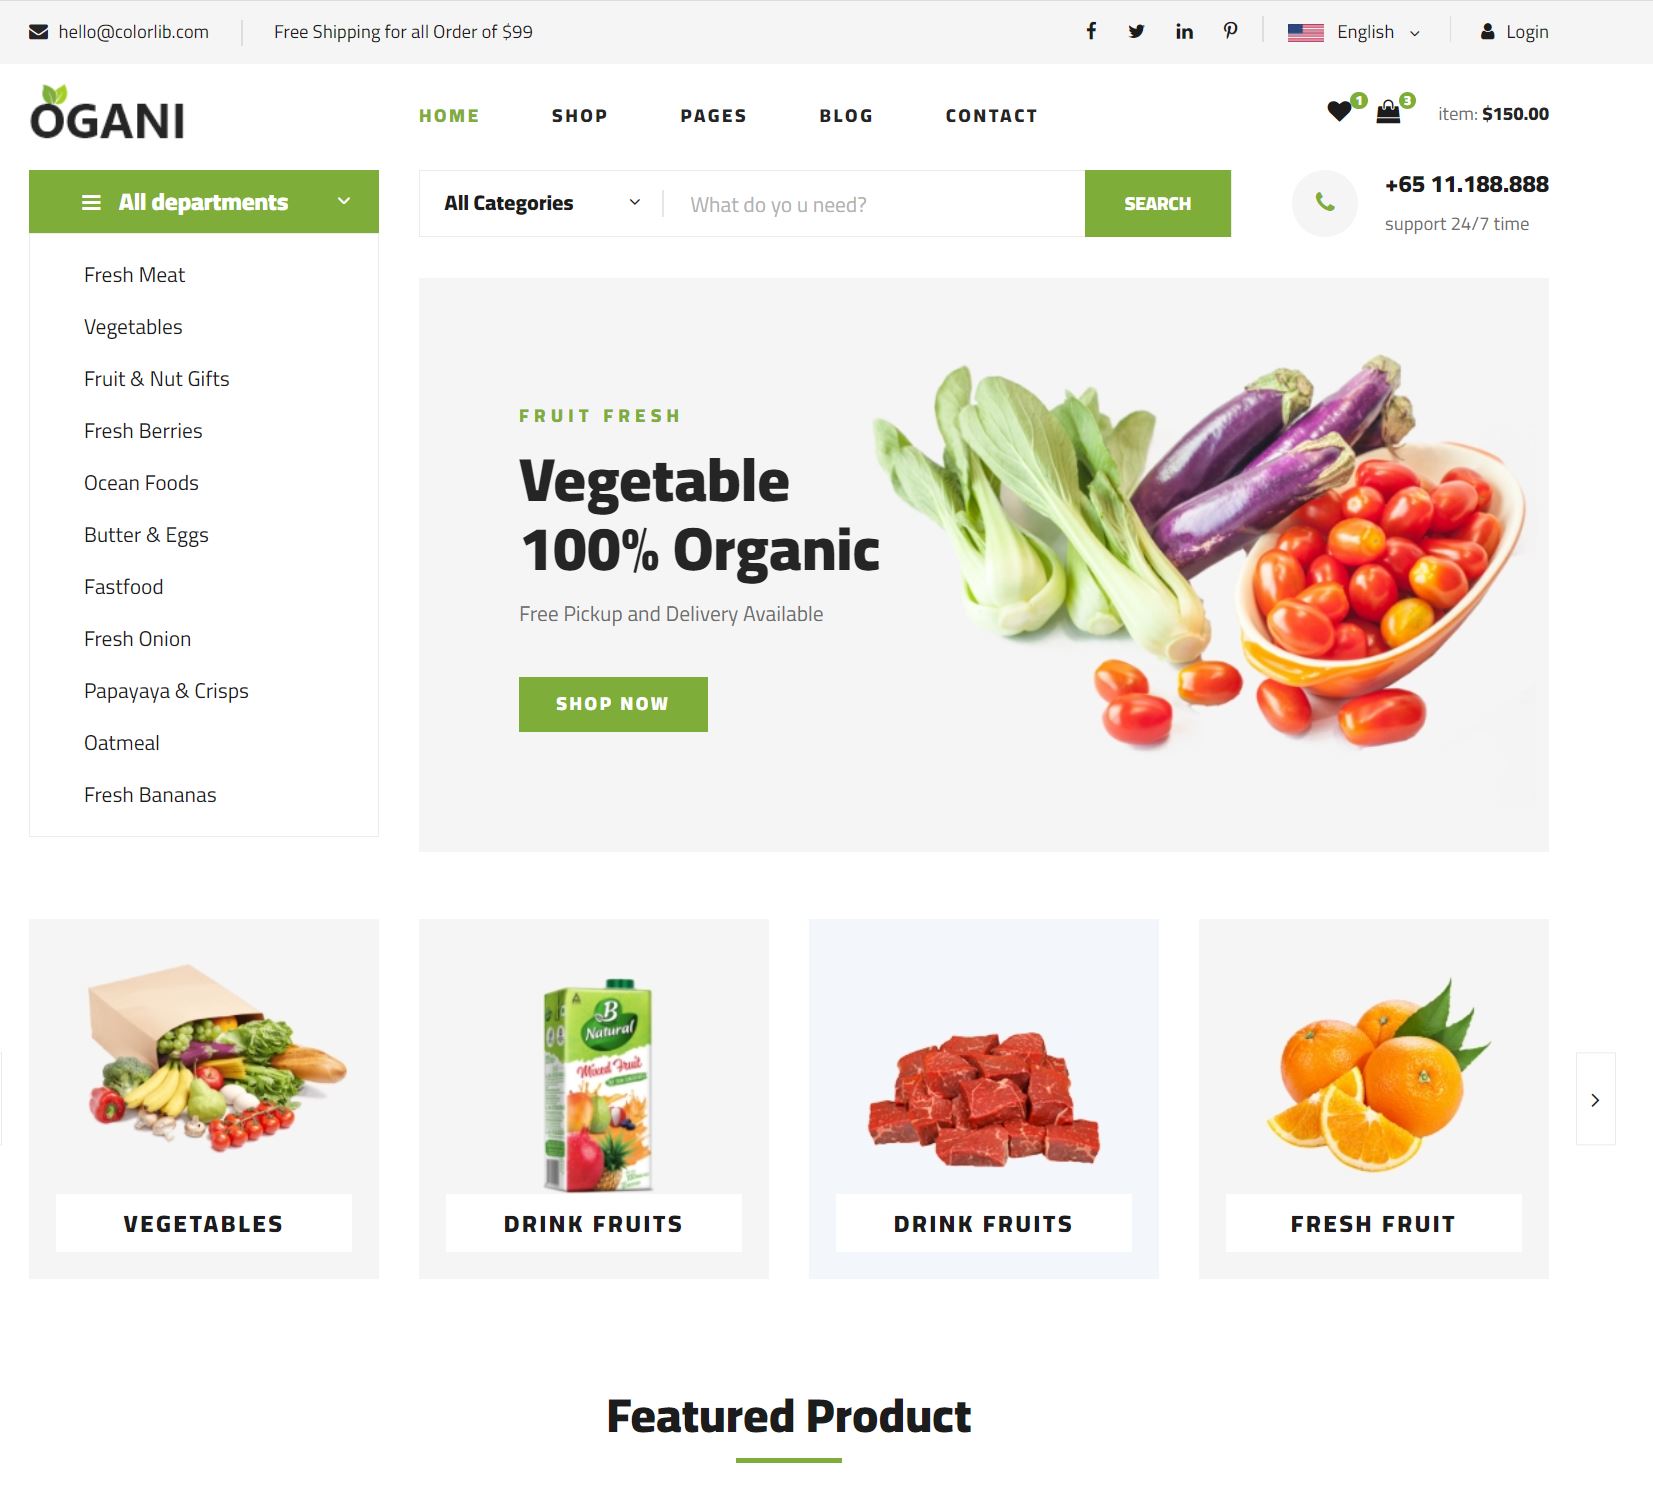 hello@colorlib.com
Free Shipping for all Order of $99
English
Login
OGANI
HOME
SHOP
PAGES
BLOG
CONTACT
1
3
item: $150.00
All departments
All Categories
What do yo u need?
SEARCH
+65 11.188.888
support 24/7 time
Fresh Meat
Vegetables
Fruit & Nut Gifts
Fresh Berries
Ocean Foods
Butter & Eggs
Fastfood
Fresh Onion
Papayaya & Crisps
Oatmeal
Fresh Bananas
FRUIT FRESH
Vegetable
100% Organic
Free Pickup and Delivery Available
SHOP NOW
B
Natural
Mixed Fruit
VEGETABLES
DRINK FRUITS
DRINK FRUITS
FRESH FRUIT
Featured Product